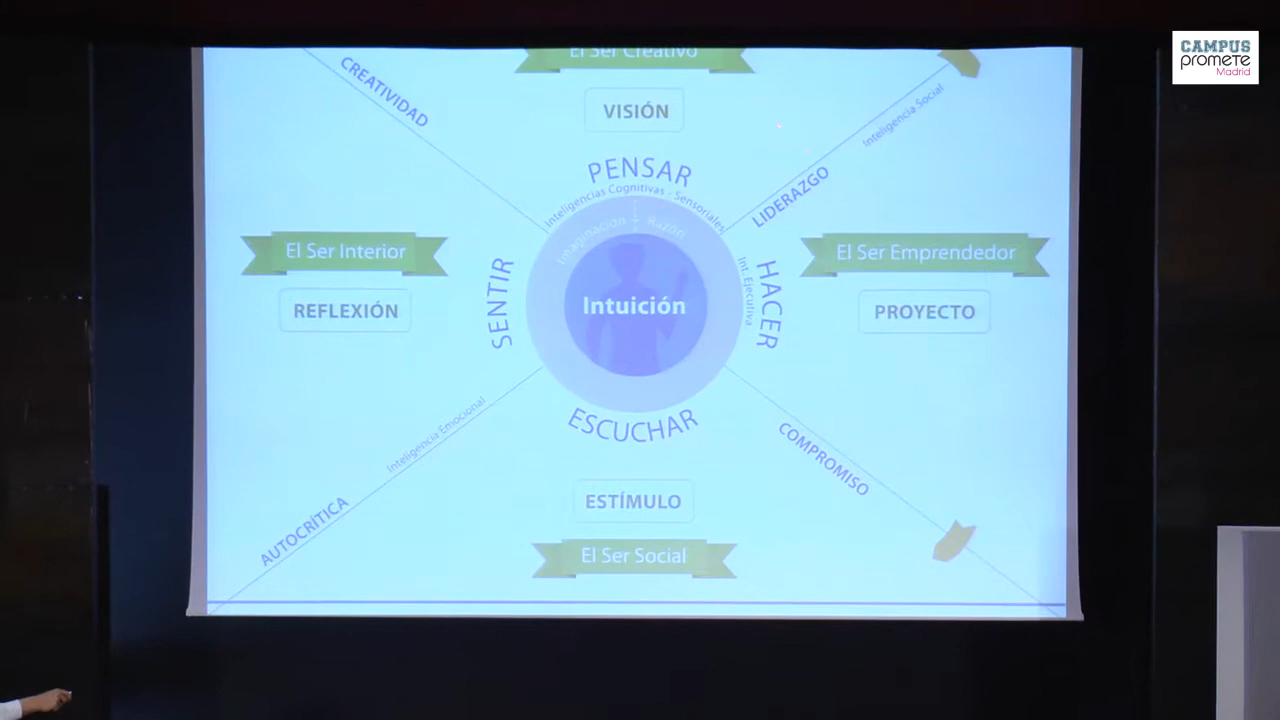 CAMPUS
promete
Madrid
El Ser Creativo
CREATIVIDAD
VISIÓN
Inteligencia Social
LIDERAZGO
PENSAR
Inteligencias Cognitivas - Sensoriales
Imaginación
Razón
El Ser Interior
REFLEXIÓN
SENTIR
Intuición
Int. Ejecutiva
HACER
El Ser Emprendedor
PROYECTO
ESCUCHAR
Inteligencia Emocional
AUTOCRÍTICA
COMPROMISO
ESTÍMULO
El Ser Social